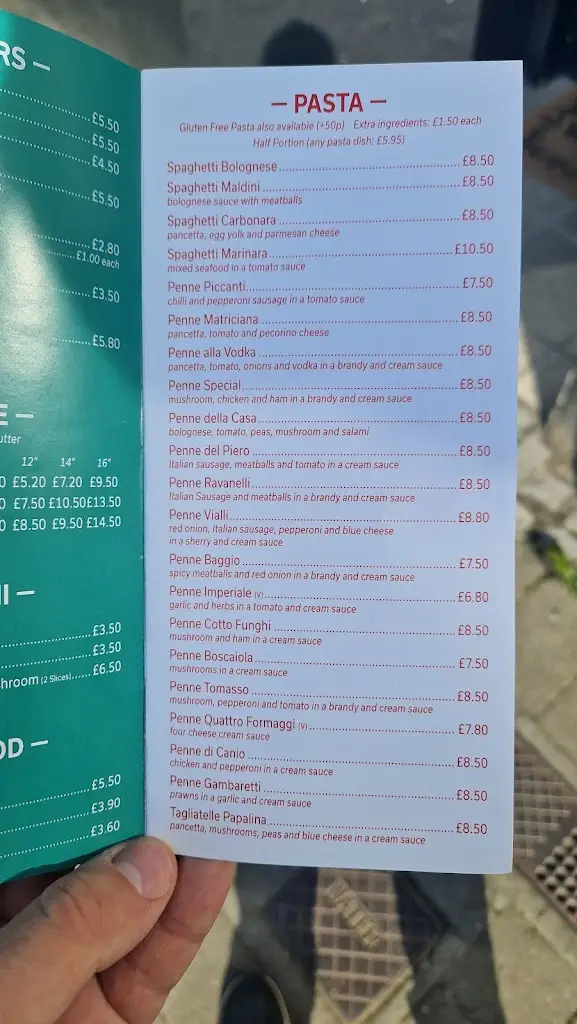 RS —
£5.50
£5.50
£4.50
£5.50
£2.80
£1.00 each
£3.50
£5.80
E —
utter
12" 14" 16"
0 £5.20 £7.20 £9.50
0 £7.50 £10.50 £13.50
0 £8.50 £9.50 £14.50
I —
£3.50
£3.50
hroom (2 Slices) £6.50
OD —
£5.50
£3.90
£3.60
— PASTA —
Gluten Free Pasta also available (+50p) Extra ingredients: £1.50 each
Half Portion (any pasta dish: £5.95)
Spaghetti Bolognese £8.50
Spaghetti Maldini £8.50
bolognese sauce with meatballs
Spaghetti Carbonara £8.50
pancetta, egg yolk and parmesan cheese
Spaghetti Marinara £10.50
mixed seafood in a tomato sauce
Penne Piccanti £7.50
chilli and pepperoni sausage in a tomato sauce
Penne Matriciana £8.50
pancetta, tomato and pecorino cheese
Penne alla Vodka £8.50
pancetta, tomato, onions and vodka in a brandy and cream sauce
Penne Special £8.50
mushroom, chicken and ham in a brandy and cream sauce
Penne della Casa £8.50
bolognese, tomato, peas, mushroom and salami
Penne del Piero £8.50
Italian sausage, meatballs and tomato in a cream sauce
Penne Ravanelli £8.50
Italian Sausage and meatballs in a brandy and cream sauce
Penne Vialli £8.80
red onion, Italian sausage, pepperoni and blue cheese
in a sherry and cream sauce
Penne Baggio £7.50
spicy meatballs and red onion in a brandy and cream sauce
Penne Imperiale (V) £6.80
garlic and herbs in a tomato and cream sauce
Penne Cotto Funghi £8.50
mushroom and ham in a cream sauce
Penne Boscaiola £7.50
mushrooms in a cream sauce
Penne Tomasso £8.50
mushroom, pepperoni and tomato in a brandy and cream sauce
Penne Quattro Formaggi (V) £7.80
four cheese cream sauce
Penne di Canio £8.50
chicken and pepperoni in a cream sauce
Penne Gambaretti £8.50
prawns in a garlic and cream sauce
Tagliatelle Papalina £8.50
pancetta, mushrooms, peas and blue cheese in a cream sauce
WATER